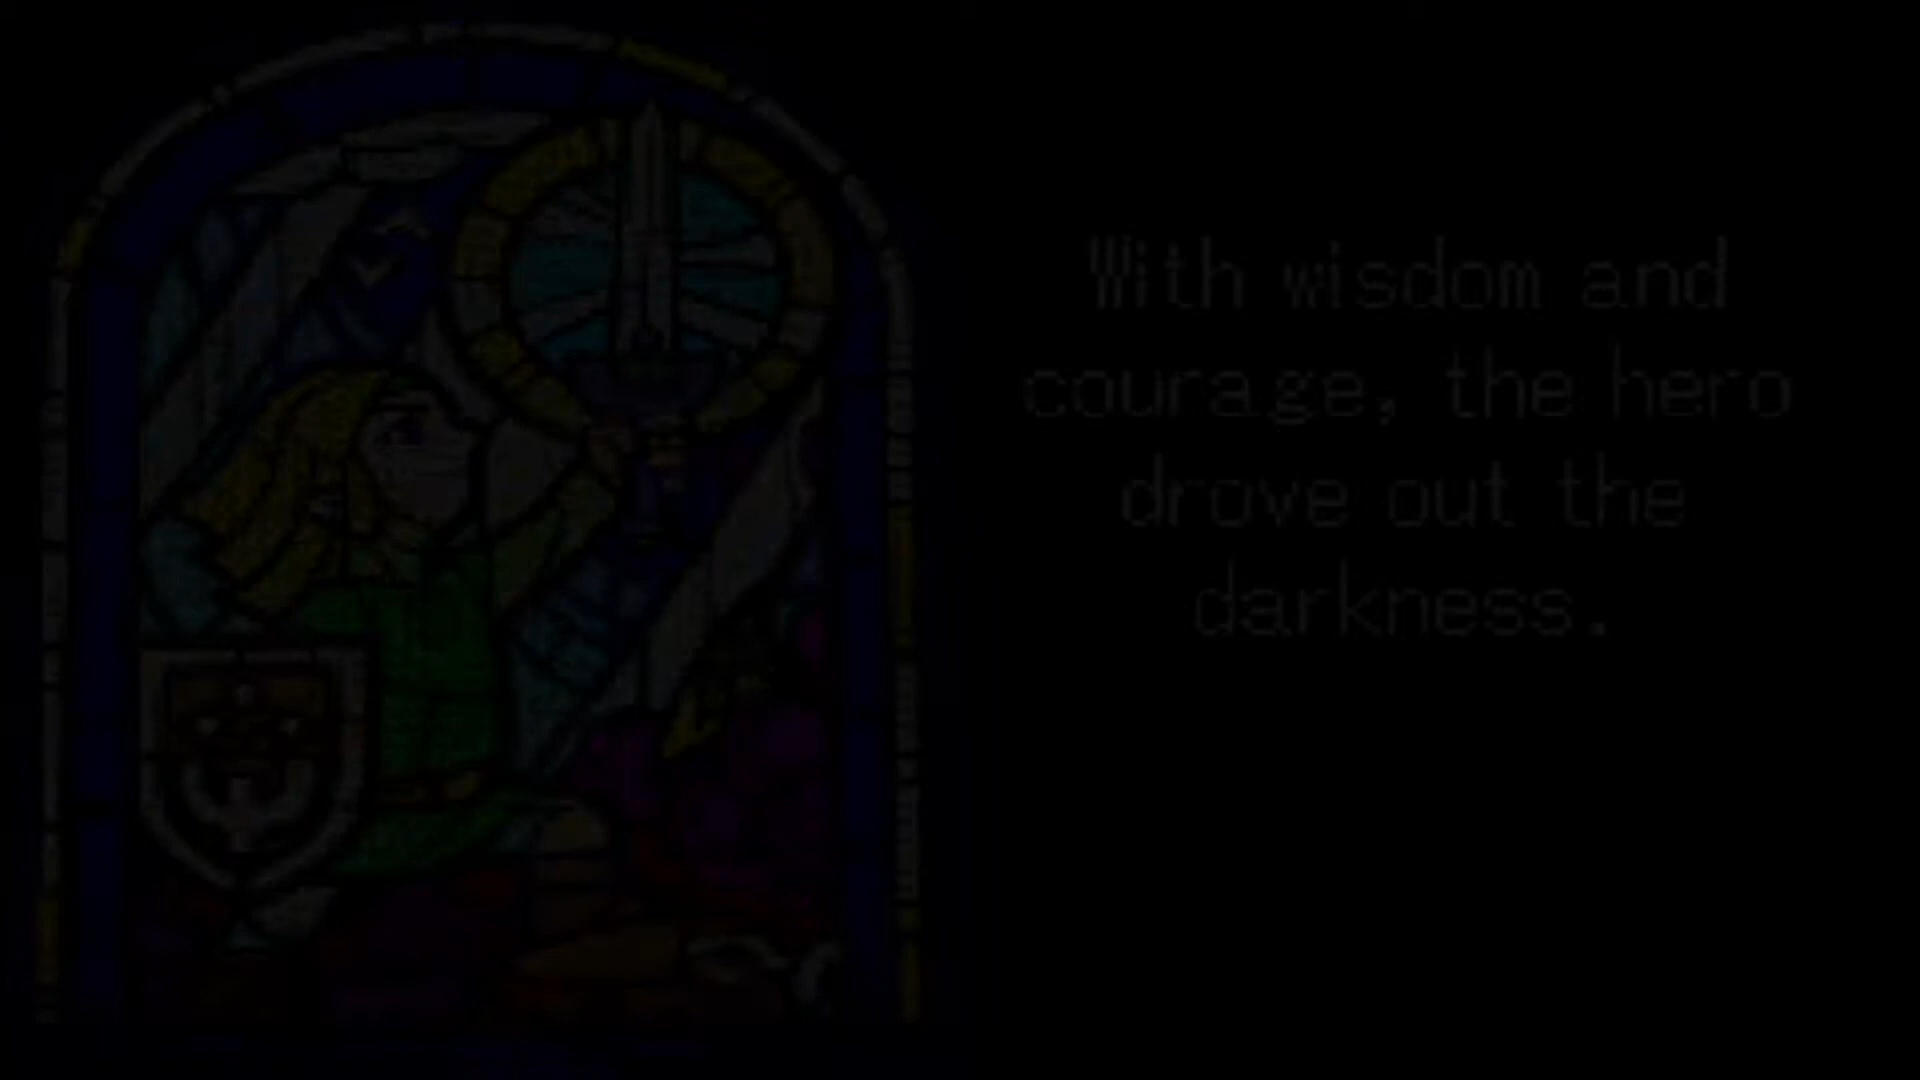 With wisdom and
courage, the hero
drove out the
darkness.